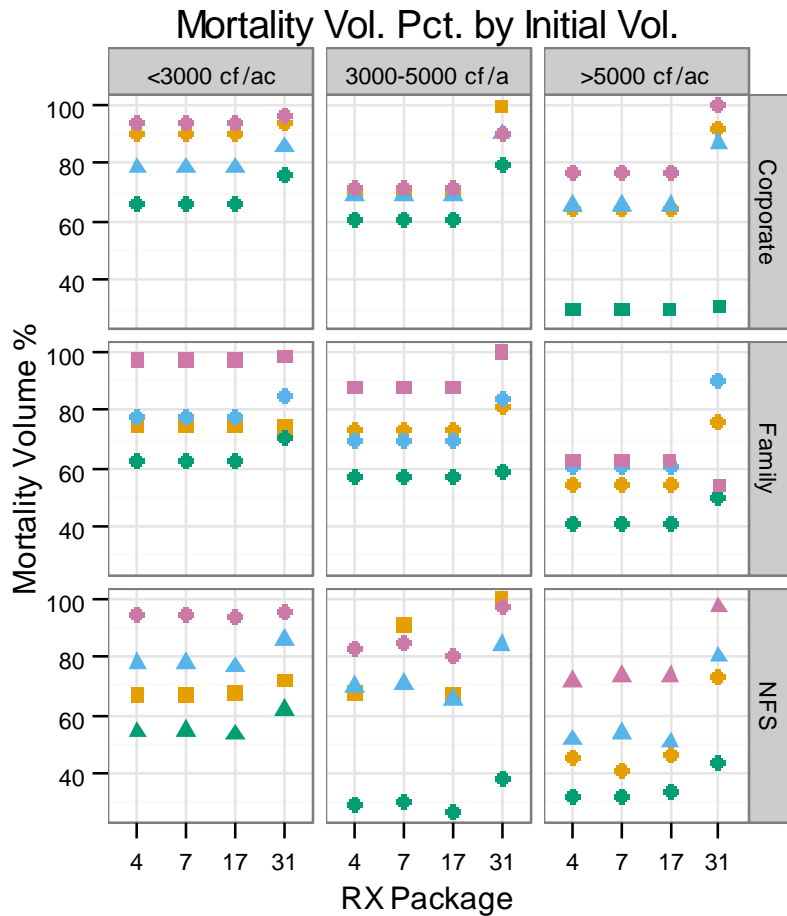 Mortality Vol. Pct. by Initial Vol.
<3000 cf/ac
3000-5000 cf/a
>5000 cf/ac
100
80
60
40
Corporate
100
80
60
40
Family
100
80
60
40
NFS
Mortality Volume %
4 7 17 31
4 7 17 31
4 7 17 31
RX Package